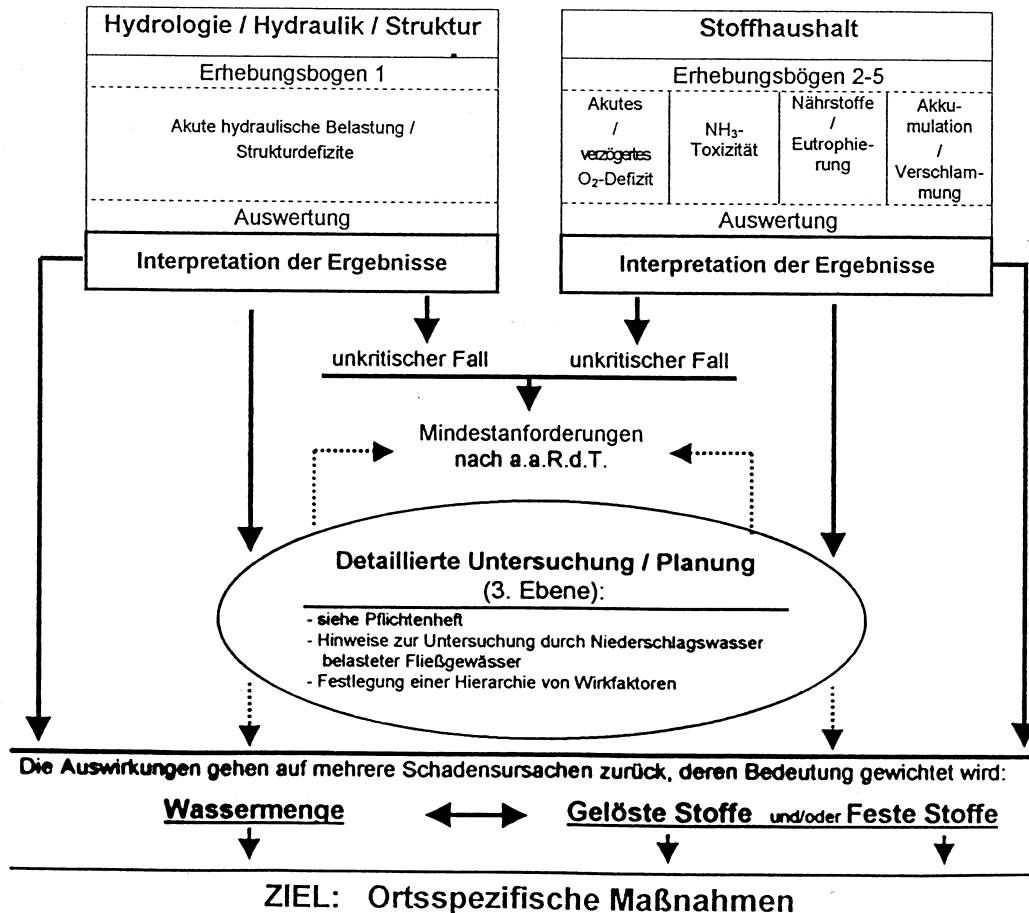 Hydrologie / Hydraulik / Struktur
Erhebungsbogen 1
Akute hydraulische Belastung /
Strukturdefizite
Auswertung
Interpretation der Ergebnisse
Stoffhaushalt
Erhebungsbögen 2-5
Akutes
/
verzögertes
O₂-Defizit
NH₃-
Toxizität
Nährstoffe
/
Eutrophie-
rung
Akku-
mulation
/
Verschlam-
mung
Auswertung
Interpretation der Ergebnisse
unkritischer Fall
unkritischer Fall
Mindestanforderungen
nach a.a.R.d.T.
Detaillierte Untersuchung / Planung
(3. Ebene):
- siehe Pflichtenheft
- Hinweise zur Untersuchung durch Niederschlagswasser
belasteter Fließgewässer
- Festlegung einer Hierarchie von Wirkfaktoren
Die Auswirkungen gehen auf mehrere Schadensursachen zurück, deren Bedeutung gewichtet wird:
Wassermenge
Gelöste Stoffe und/oder Feste Stoffe
ZIEL: Ortsspezifische Maßnahmen